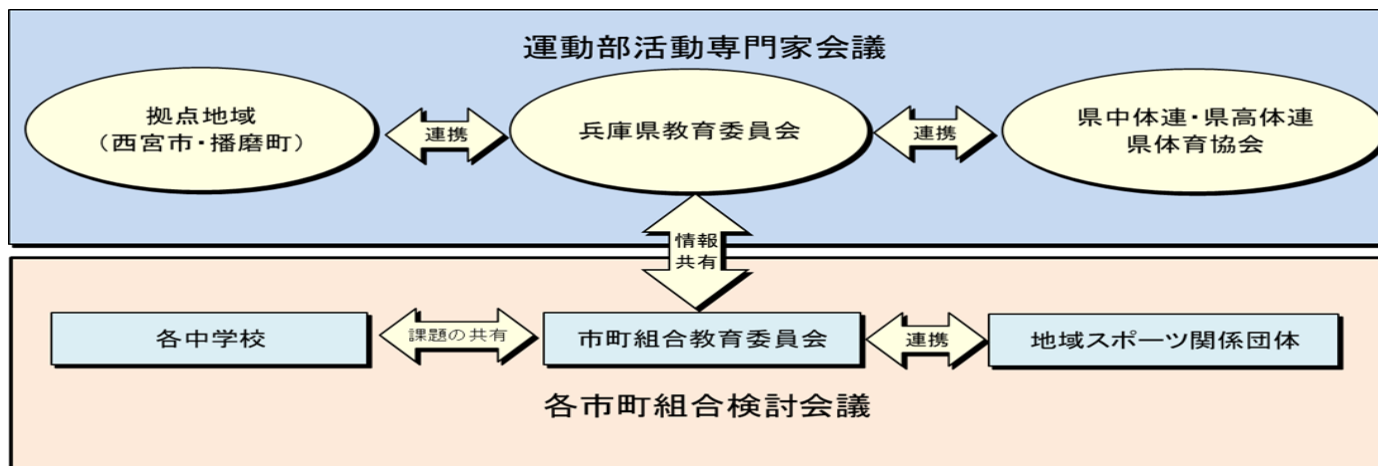 運動部活動専門家会議
拠点地域
（西宮市・播磨町）
連携
兵庫県教育委員会
連携
県中体連・県高体連
県体育協会
情報
共有
各中学校
課題の共有
市町組合教育委員会
連携
地域スポーツ関係団体
各市町組合検討会議